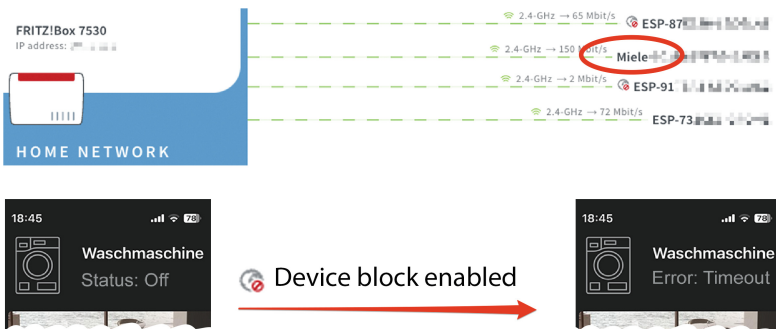 2.4-GHz → 65 Mbit/s
ESP-87
FRITZ!Box 7530
IP address:
2.4-GHz → 150 Mbit/s
Miele
2.4-GHz → 2 Mbit/s
ESP-91
2.4-GHz → 72 Mbit/s
ESP-73
HOME NETWORK
18:45
78
Waschmaschine
Status: Off
Device block enabled
18:45
78
Waschmaschine
Error: Timeout